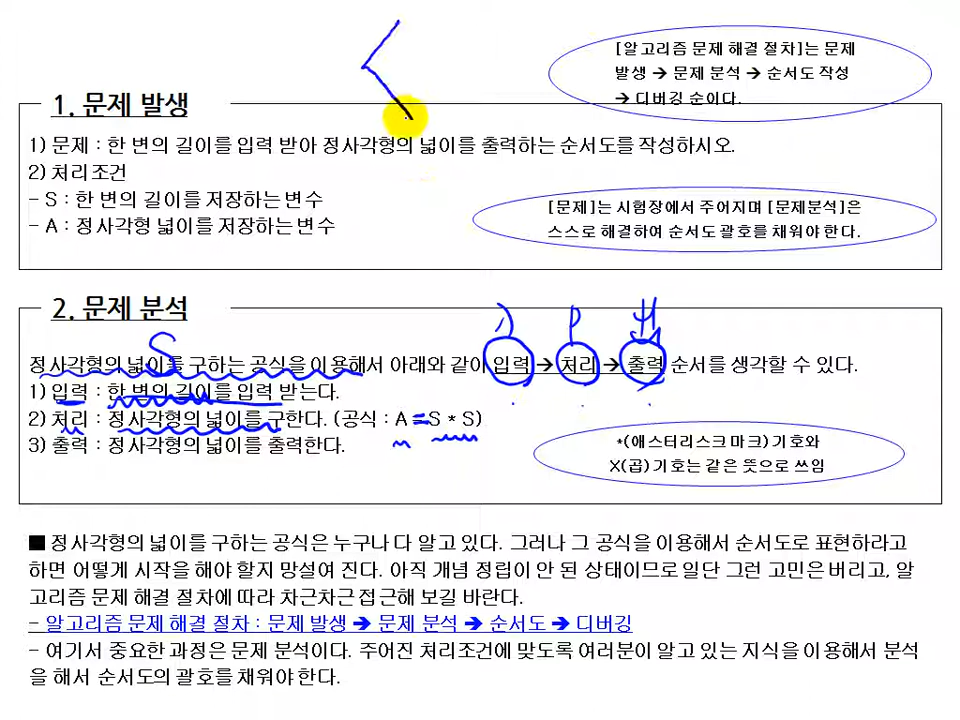 [알고리즘 문제 해결 절차]는 문제
발생 → 문제 분석 → 순서도 작성
→ 디버깅 순이다.
1. 문제 발생
1) 문제 : 한 변의 길이를 입력 받아 정사각형의 넓이를 출력하는 순서도를 작성하시오.
2) 처리조건
- S : 한 변의 길이를 저장하는 변수
- A : 정사각형 넓이를 저장하는 변수
[문제]는 시험장에서 주어지며 [문제분석]은
스스로 해결하여 순서도 괄호를 채워야 한다.
2. 문제 분석
S
P
정사각형의 넓이를 구하는 공식을 이용해서 아래와 같이 입력 → 처리 → 출력 순서를 생각할 수 있다.
1) 입력 : 한 변의 길이를 입력 받는다.
2) 처리 : 정사각형의 넓이를 구한다. (공식 : A = S * S)
3) 출력 : 정사각형의 넓이를 출력한다.
*(애스터리스크 마크) 기호와
X(곱) 기호는 같은 뜻으로 쓰임
■ 정사각형의 넓이를 구하는 공식은 누구나 다 알고 있다. 그러나 그 공식을 이용해서 순서도로 표현하라고
하면 어떻게 시작을 해야 할지 망설여 진다. 아직 개념 정립이 안 된 상태이므로 일단 그런 고민은 버리고, 알
고리즘 문제 해결 절차에 따라 차근차근 접근해 보길 바란다.
- 알고리즘 문제 해결 절차 : 문제 발생 → 문제 분석 → 순서도 → 디버깅
- 여기서 중요한 과정은 문제 분석이다. 주어진 처리조건에 맞도록 여러분이 알고 있는 지식을 이용해서 분석
을 해서 순서도의 괄호를 채워야 한다.